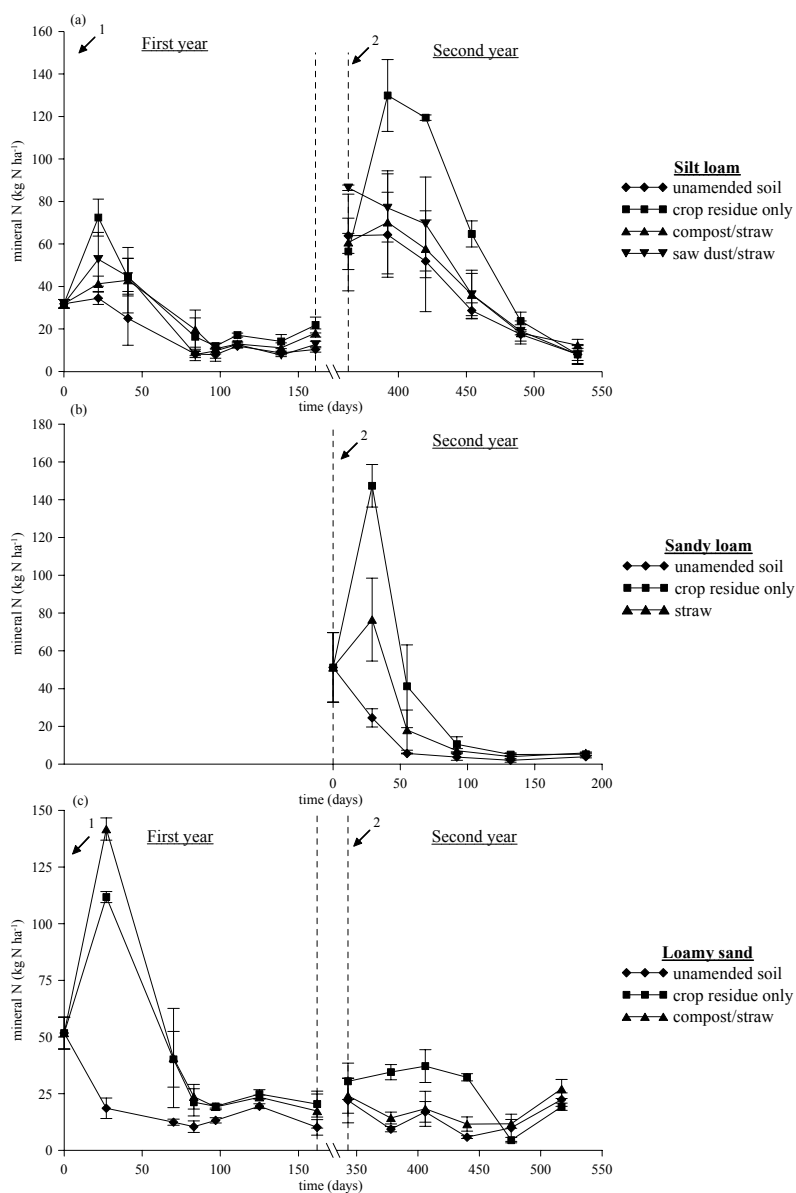 (a)
1
First year
2
Second year
mineral N (kg N ha⁻¹)
160
140
120
100
80
60
40
20
0
0 50 100 150 400 450 500 550
time (days) time (days)
Silt loam
unamended soil
crop residue only
compost/straw
saw dust/straw
(b)
2
Second year
mineral N (kg N ha⁻¹)
180
160
140
120
100
80
60
40
20
0
0 50 100 150 200
time (days)
Sandy loam
unamended soil
crop residue only
straw
(c)
1
First year
2
Second year
mineral N (kg N ha⁻¹)
150
125
100
75
50
25
0
0 50 100 150 350 400 450 500 550
time (days) time (days)
Loamy sand
unamended soil
crop residue only
compost/straw